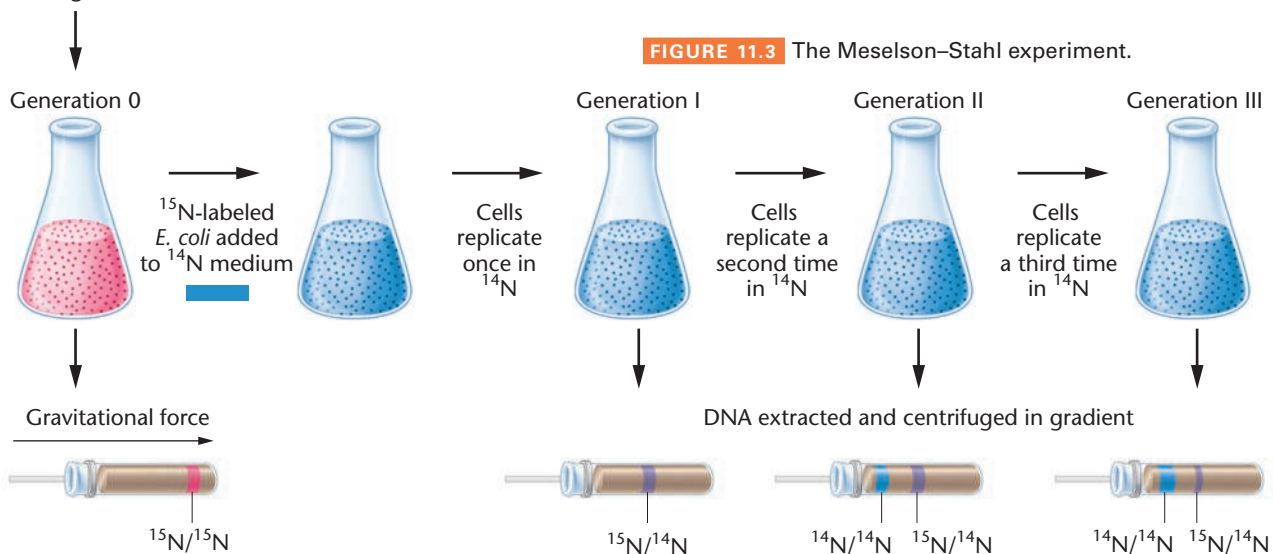 FIGURE 11.3 The Meselson–Stahl experiment.
Generation 0
Generation I
Generation II
Generation III
¹⁵N-labeled
E. coli added
to ¹⁴N medium
Cells
replicate
once in
¹⁴N
Cells
replicate a
second time
in ¹⁴N
Cells
replicate
a third time
in ¹⁴N
Gravitational force
DNA extracted and centrifuged in gradient
¹⁵N/¹⁵N
¹⁵N/¹⁴N
¹⁴N/¹⁴N
¹⁵N/¹⁴N
¹⁴N/¹⁴N
¹⁵N/¹⁴N